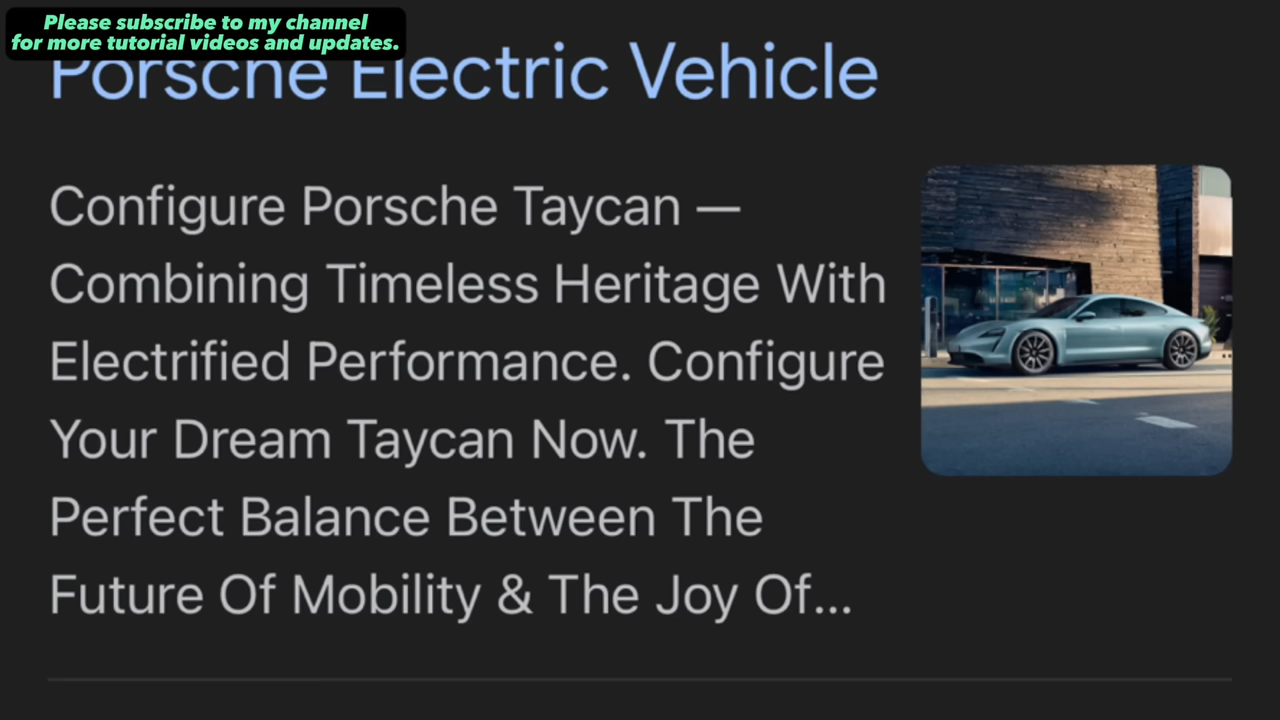 Please subscribe to my channel
for more tutorial videos and updates.
Porsche Electric Vehicle
Configure Porsche Taycan —
Combining Timeless Heritage With
Electrified Performance. Configure
Your Dream Taycan Now. The
Perfect Balance Between The
Future Of Mobility & The Joy Of...